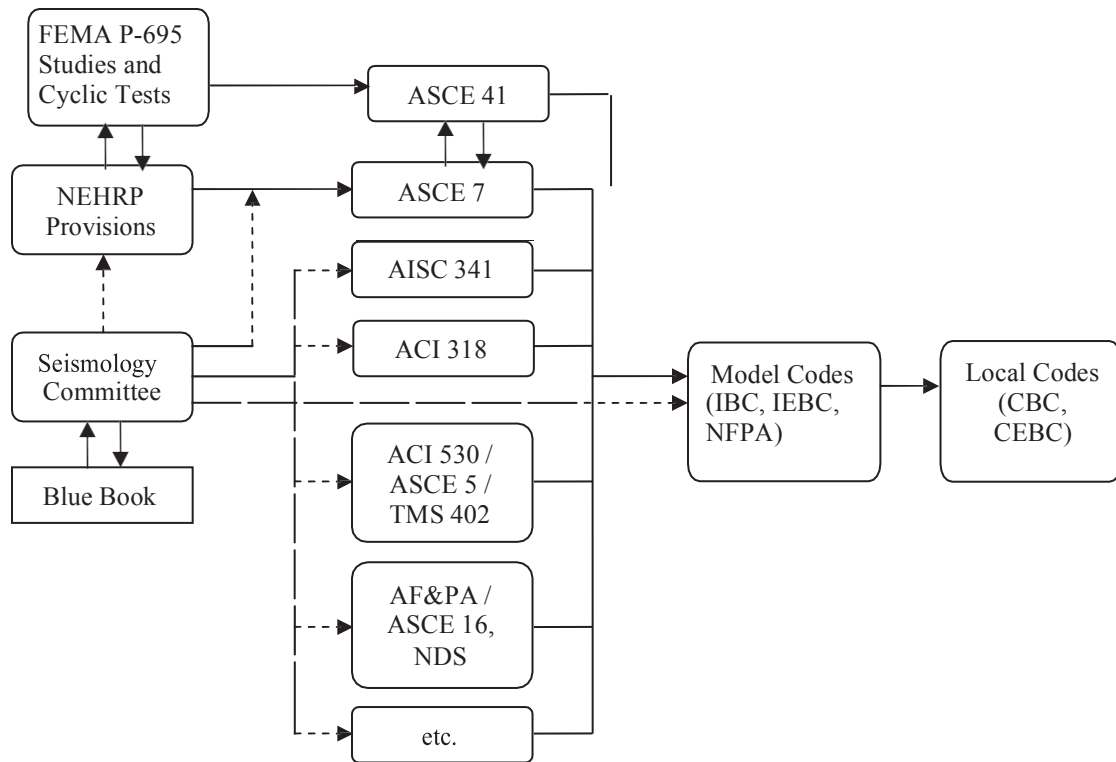 FEMA P-695
Studies and
Cyclic Tests
ASCE 41
NEHRP
Provisions
ASCE 7
AISC 341
Seismology
Committee
ACI 318
Model Codes
(IBC, IEBC,
NFPA)
Local Codes
(CBC,
CEBC)
Blue Book
ACI 530 /
ASCE 5 /
TMS 402
AF&PA /
ASCE 16,
NDS
etc.